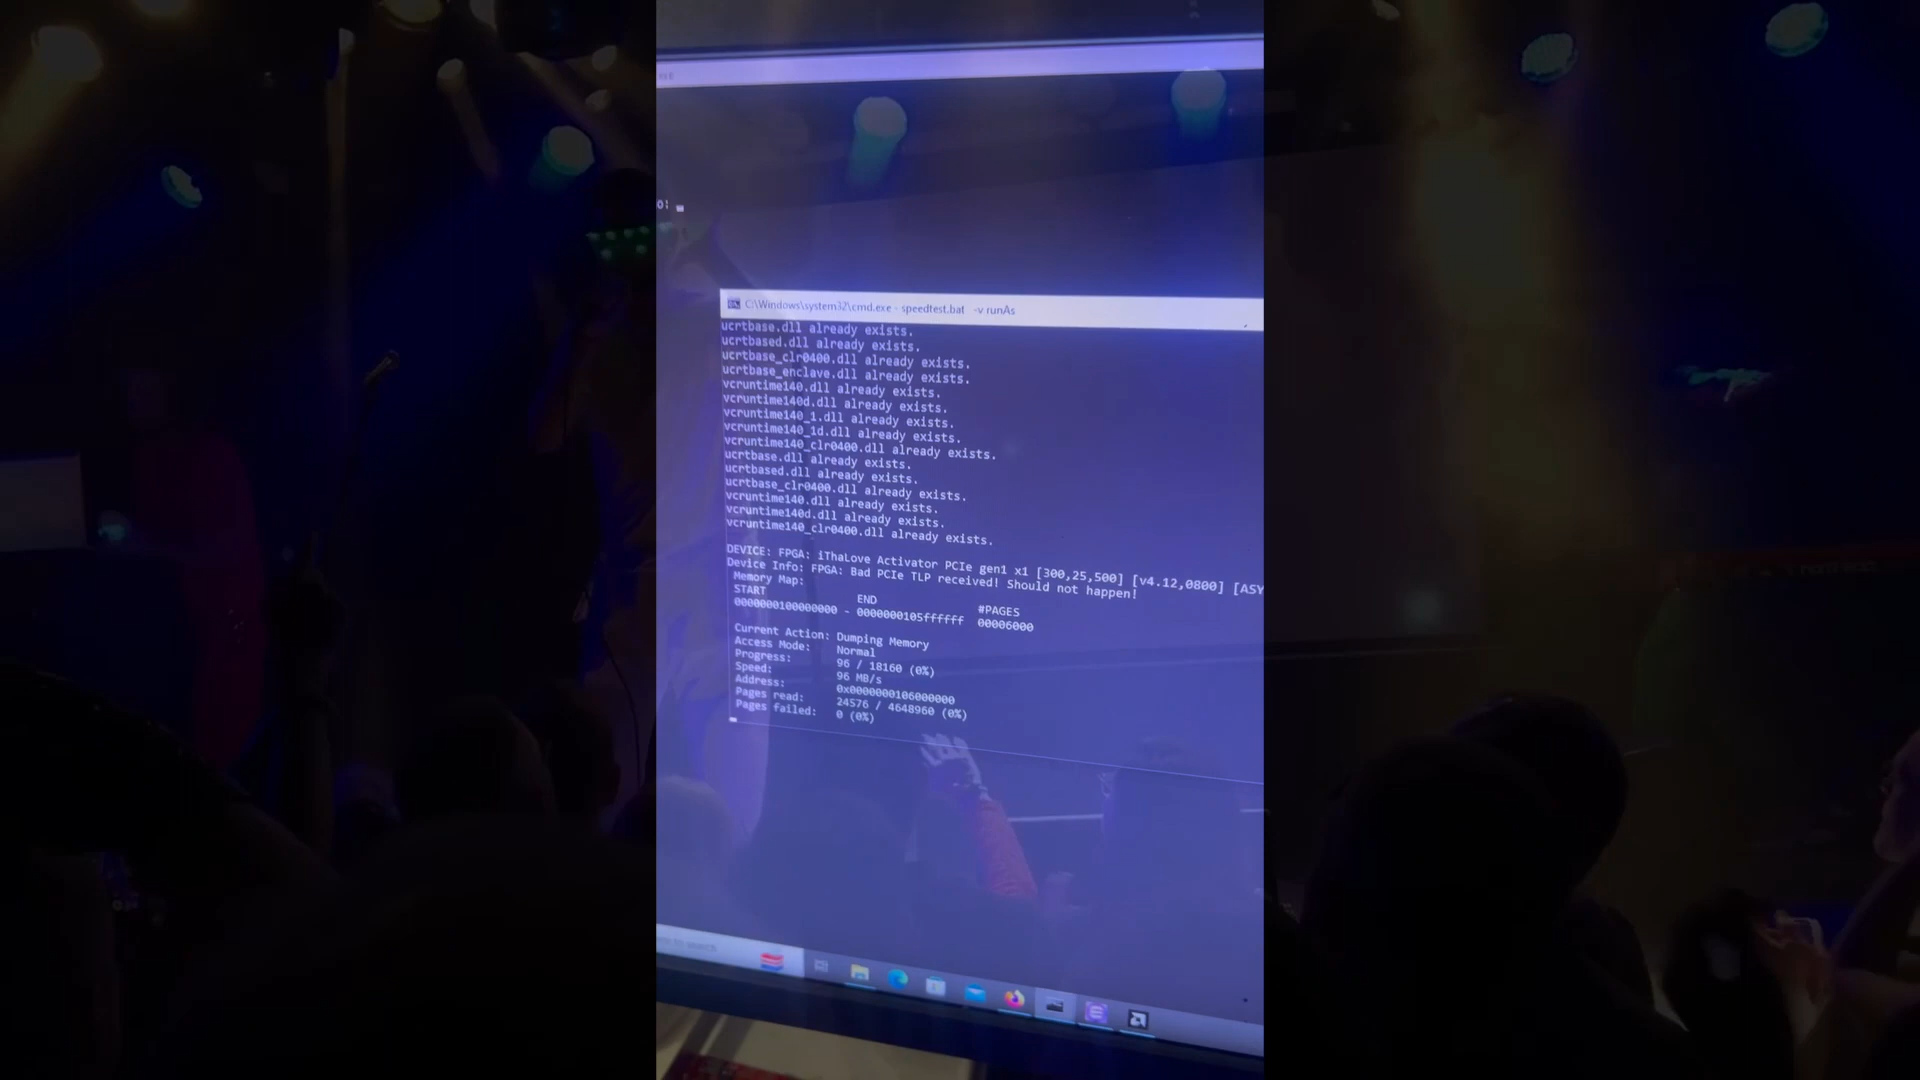 C:\Windows\system32\cmd.exe - speedtest.bat -v runAs
ucrtbase.dll already exists.
ucrtbased.dll already exists.
ucrtbase_clr0400.dll already exists.
ucrtbase_enclave.dll already exists.
vcruntime140.dll already exists.
vcruntime140d.dll already exists.
vcruntime140_1.dll already exists.
vcruntime140_1d.dll already exists.
vcruntime140_clr0400.dll already exists.
ucrtbase.dll already exists.
ucrtbased.dll already exists.
ucrtbase_clr0400.dll already exists.
vcruntime140.dll already exists.
vcruntime140d.dll already exists.
vcruntime140_clr0400.dll already exists.
DEVICE: FPGA: iThaLove Activator PCIe gen1 x1 [300,25,500] [v4.12,0800] [ASY
Device Info: FPGA: Bad PCIe TLP received! Should not happen!
Memory Map:
START END #PAGES
0000000100000000 - 0000000105ffffff 00006000
Current Action: Dumping Memory
Access Mode: Normal
Progress: 96 / 18160 (0%)
Speed: 96 MB/s
Address: 0x0000000106000000
Pages read: 24576 / 4648960 (0%)
Pages failed: 0 (0%)